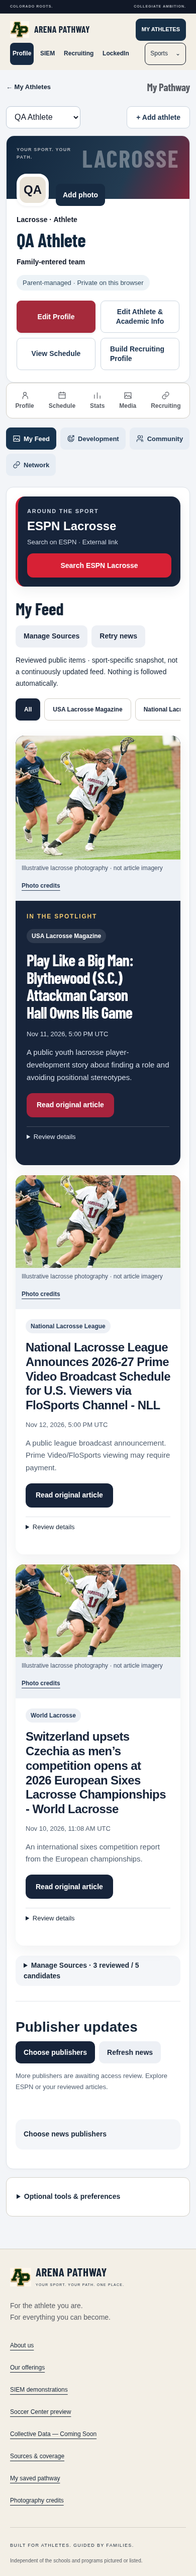 COLORADO ROOTS.
COLLEGIATE AMBITION.
AP
ARENA PATHWAY
MY ATHLETES
Profile
SIEM
Recruiting
LockedIn
Sports
← My Athletes
My Pathway
QA Athlete
+ Add athlete
YOUR SPORT. YOUR
PATH.
LACROSSE
QA
Add photo
Lacrosse · Athlete
QA Athlete
Family-entered team
Parent-managed · Private on this browser
Edit Profile
Edit Athlete &
Academic Info
View Schedule
Build Recruiting
Profile
Profile
Schedule
Stats
Media
Recruiting
My Feed
Development
Community
Network
AROUND THE SPORT
ESPN Lacrosse
Search on ESPN · External link
Search ESPN Lacrosse
My Feed
Manage Sources
Retry news
Reviewed public items · sport-specific snapshot, not
a continuously updated feed. Nothing is followed
automatically.
All
USA Lacrosse Magazine
National Lacr
Illustrative lacrosse photography · not article imagery
Photo credits
IN THE SPOTLIGHT
USA Lacrosse Magazine
Play Like a Big Man:
Blythewood (S.C.)
Attackman Carson
Hall Owns His Game
Nov 11, 2026, 5:00 PM UTC
A public youth lacrosse player-
development story about finding a role and
avoiding positional stereotypes.
Read original article
▶ Review details
Illustrative lacrosse photography · not article imagery
Photo credits
National Lacrosse League
National Lacrosse League
Announces 2026-27 Prime
Video Broadcast Schedule
for U.S. Viewers via
FloSports Channel - NLL
Nov 12, 2026, 5:00 PM UTC
A public league broadcast announcement.
Prime Video/FloSports viewing may require
payment.
Read original article
▶ Review details
Illustrative lacrosse photography · not article imagery
Photo credits
World Lacrosse
Switzerland upsets
Czechia as men’s
competition opens at
2026 European Sixes
Lacrosse Championships
- World Lacrosse
Nov 10, 2026, 11:08 AM UTC
An international sixes competition report
from the European championships.
Read original article
▶ Review details
▶ Manage Sources · 3 reviewed / 5
candidates
Publisher updates
Choose publishers
Refresh news
More publishers are awaiting access review. Explore
ESPN or your reviewed articles.
Choose news publishers
▶ Optional tools & preferences
AP
ARENA PATHWAY
YOUR SPORT. YOUR PATH. ONE PLACE.
For the athlete you are.
For everything you can become.
About us
Our offerings
SIEM demonstrations
Soccer Center preview
Collective Data — Coming Soon
Sources & coverage
My saved pathway
Photography credits
BUILT FOR ATHLETES. GUIDED BY FAMILIES.
Independent of the schools and programs pictured or listed.